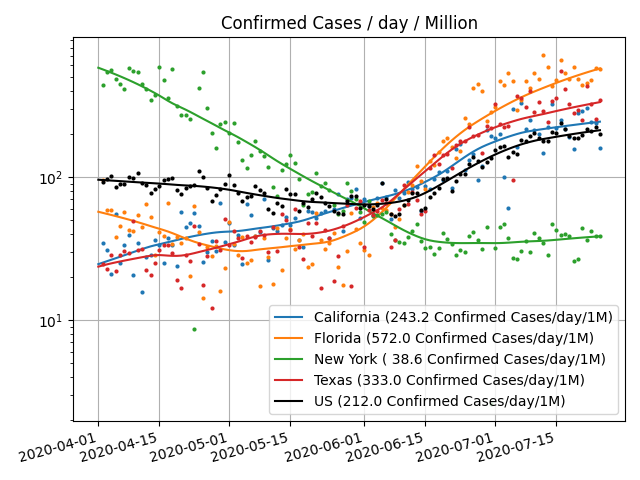 Confirmed Cases / day / Million
10²
10¹
California (243.2 Confirmed Cases/day/1M)
Florida (572.0 Confirmed Cases/day/1M)
New York ( 38.6 Confirmed Cases/day/1M)
Texas (333.0 Confirmed Cases/day/1M)
US (212.0 Confirmed Cases/day/1M)
2020-04-01
2020-04-15
2020-05-01
2020-05-15
2020-06-01
2020-06-15
2020-07-01
2020-07-15